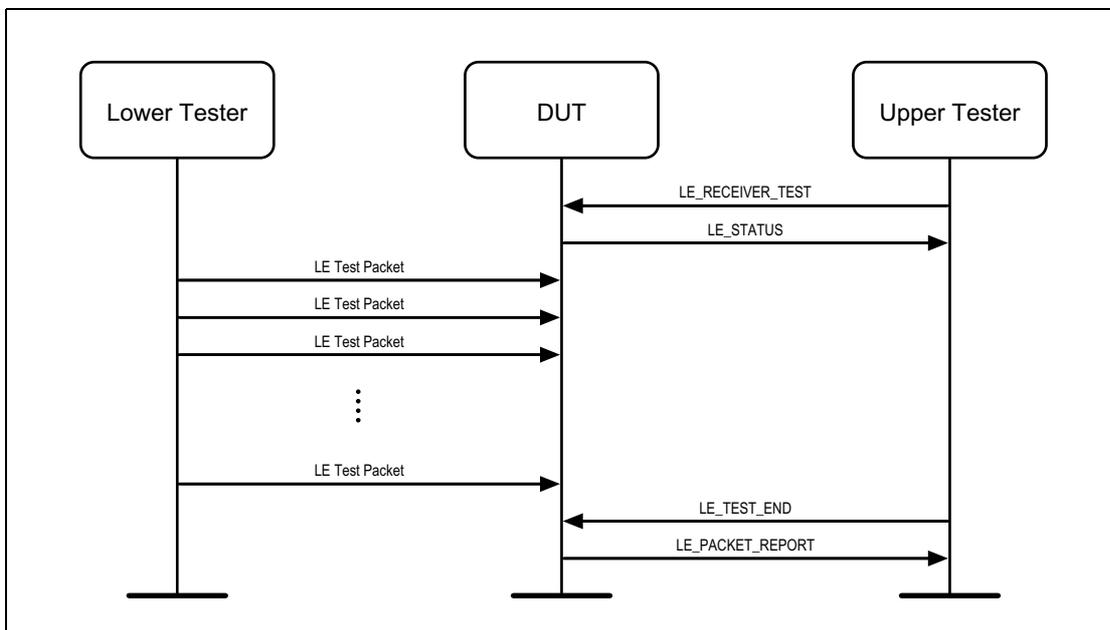 Lower Tester
DUT
Upper Tester
LE_RECEIVER_TEST
LE_STATUS
LE Test Packet
LE Test Packet
LE Test Packet
LE Test Packet
LE_TEST_END
LE_PACKET_REPORT